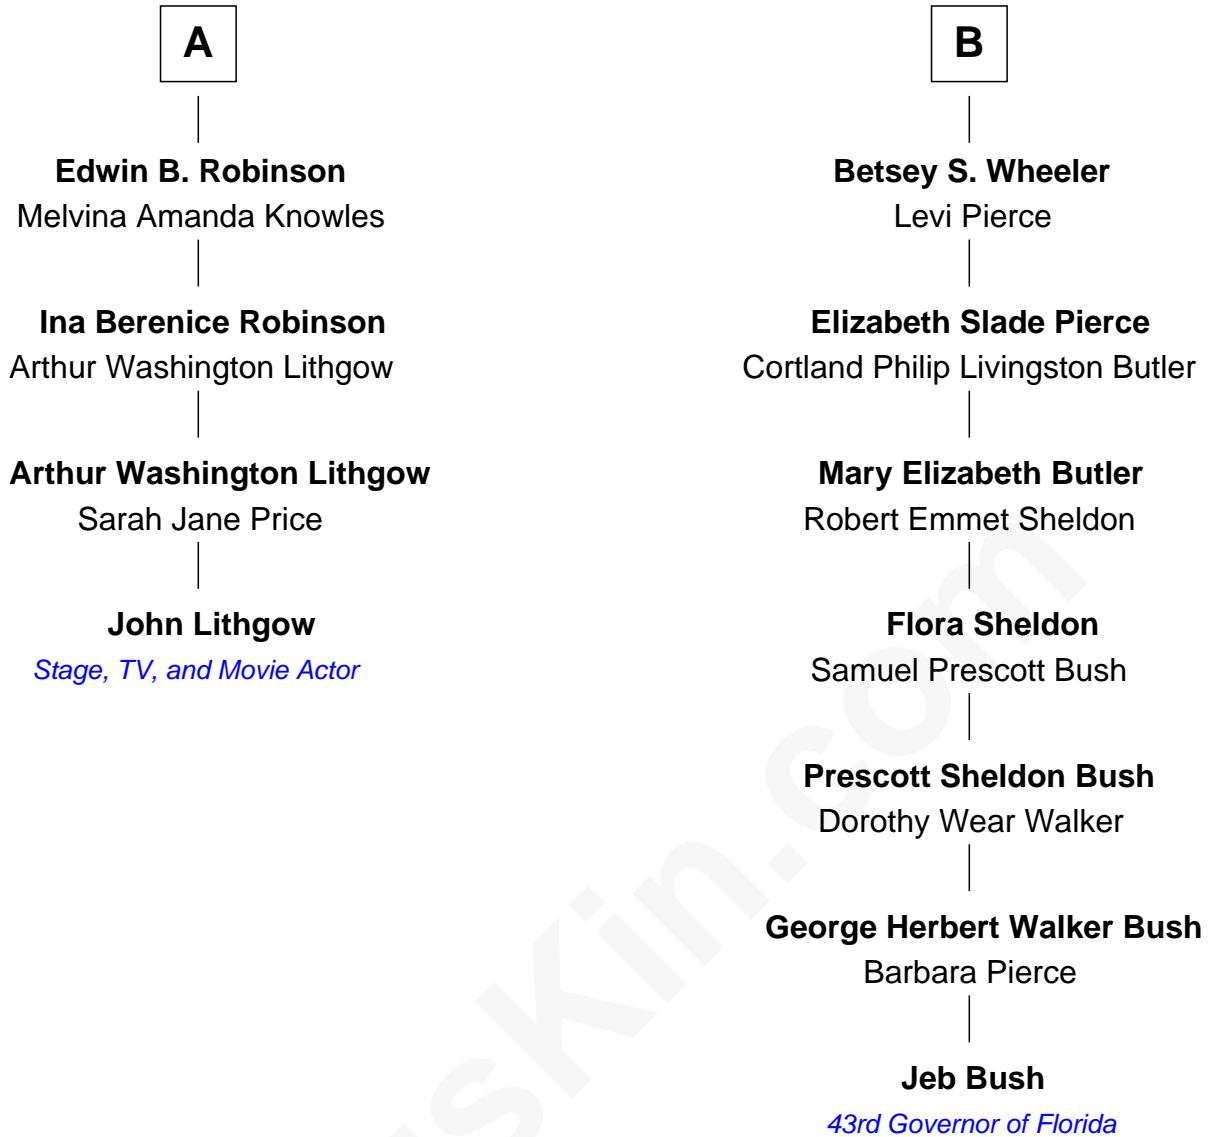 A
Edwin B. Robinson
Melvina Amanda Knowles
Ina Berenice Robinson
Arthur Washington Lithgow
Arthur Washington Lithgow
Sarah Jane Price
John Lithgow
Stage, TV, and Movie Actor
B
Betsey S. Wheeler
Levi Pierce
Elizabeth Slade Pierce
Cortland Philip Livingston Butler
Mary Elizabeth Butler
Robert Emmet Sheldon
Flora Sheldon
Samuel Prescott Bush
Prescott Sheldon Bush
Dorothy Wear Walker
George Herbert Walker Bush
Barbara Pierce
Jeb Bush
43rd Governor of Florida